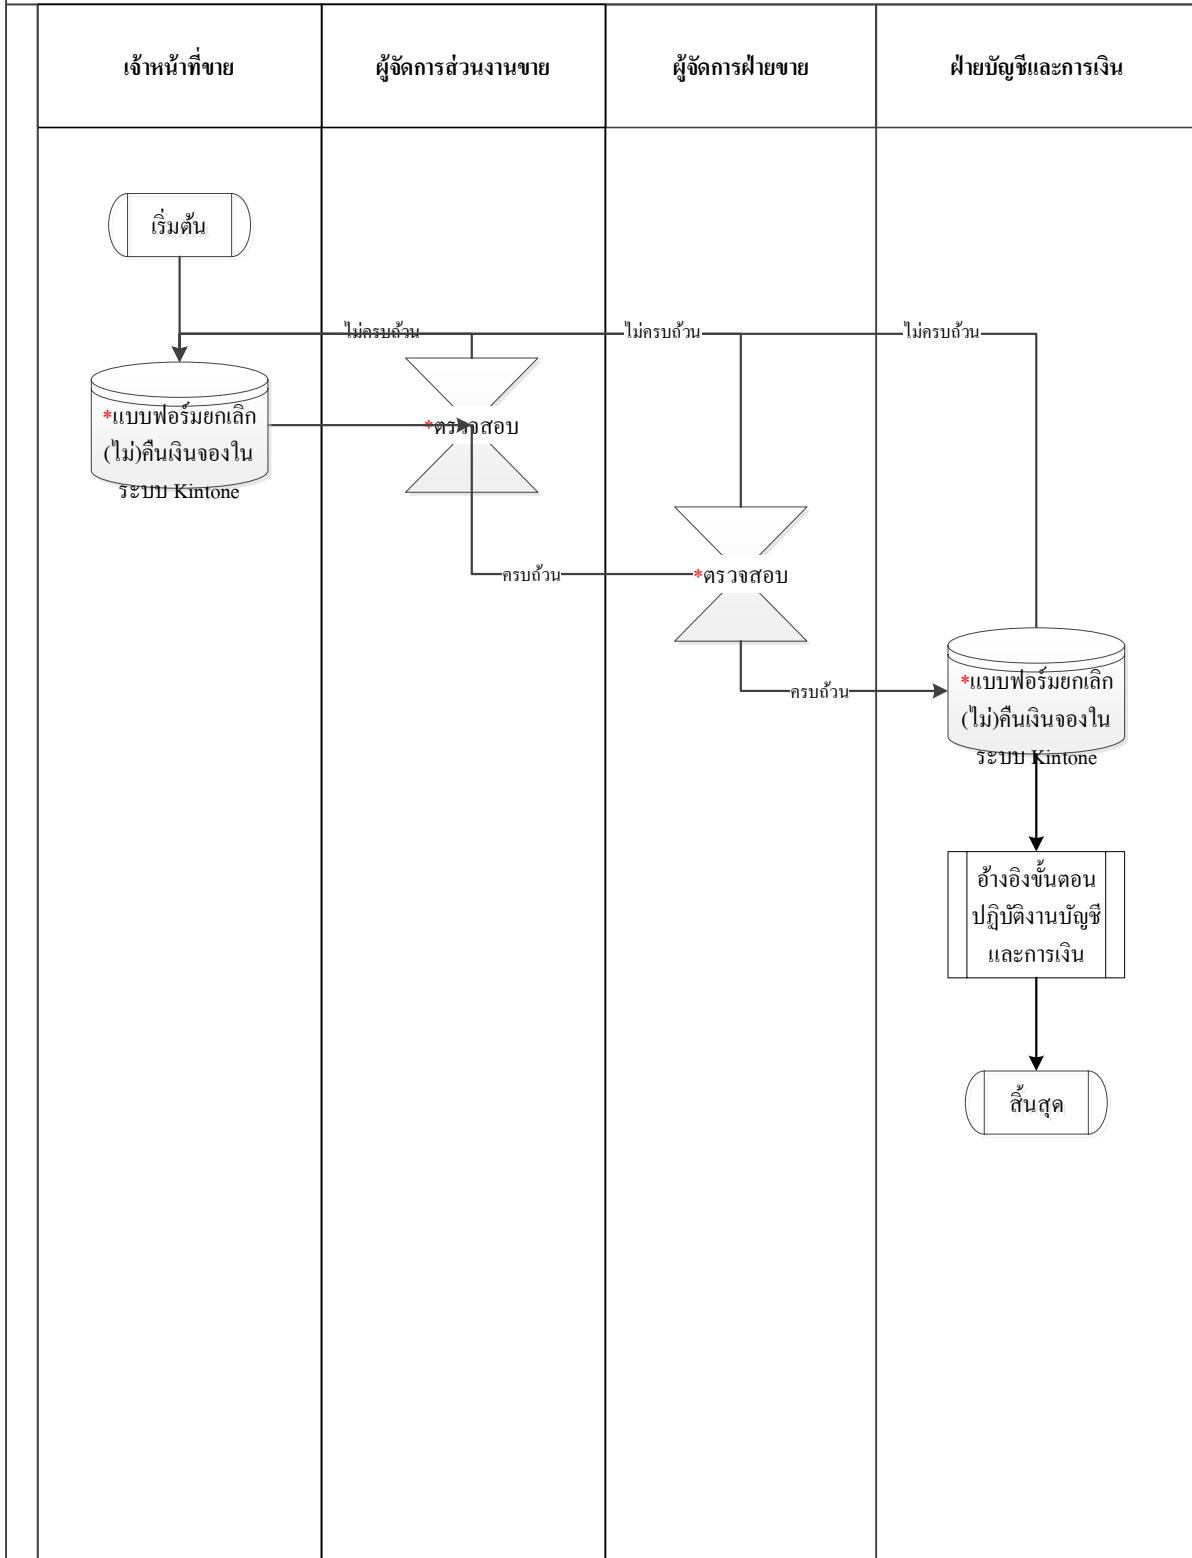 เจ้าหน้าที่ขาย
ผู้จัดการส่วนงานขาย
ผู้จัดการฝ่ายขาย
ฝ่ายบัญชีและการเงิน
เริ่มต้น
ไม่ครบถ้วน
ไม่ครบถ้วน
ไม่ครบถ้วน
*แบบฟอร์มยกเลิก
(ไม่)คืนเงินจองใน
ระบบ Kintone
*ตรวจสอบ
ครบถ้วน
*ตรวจสอบ
ครบถ้วน
*แบบฟอร์มยกเลิก
(ไม่)คืนเงินจองใน
ระบบ Kintone
อ้างอิงขั้นตอน
ปฏิบัติงานบัญชี
และการเงิน
สิ้นสุด